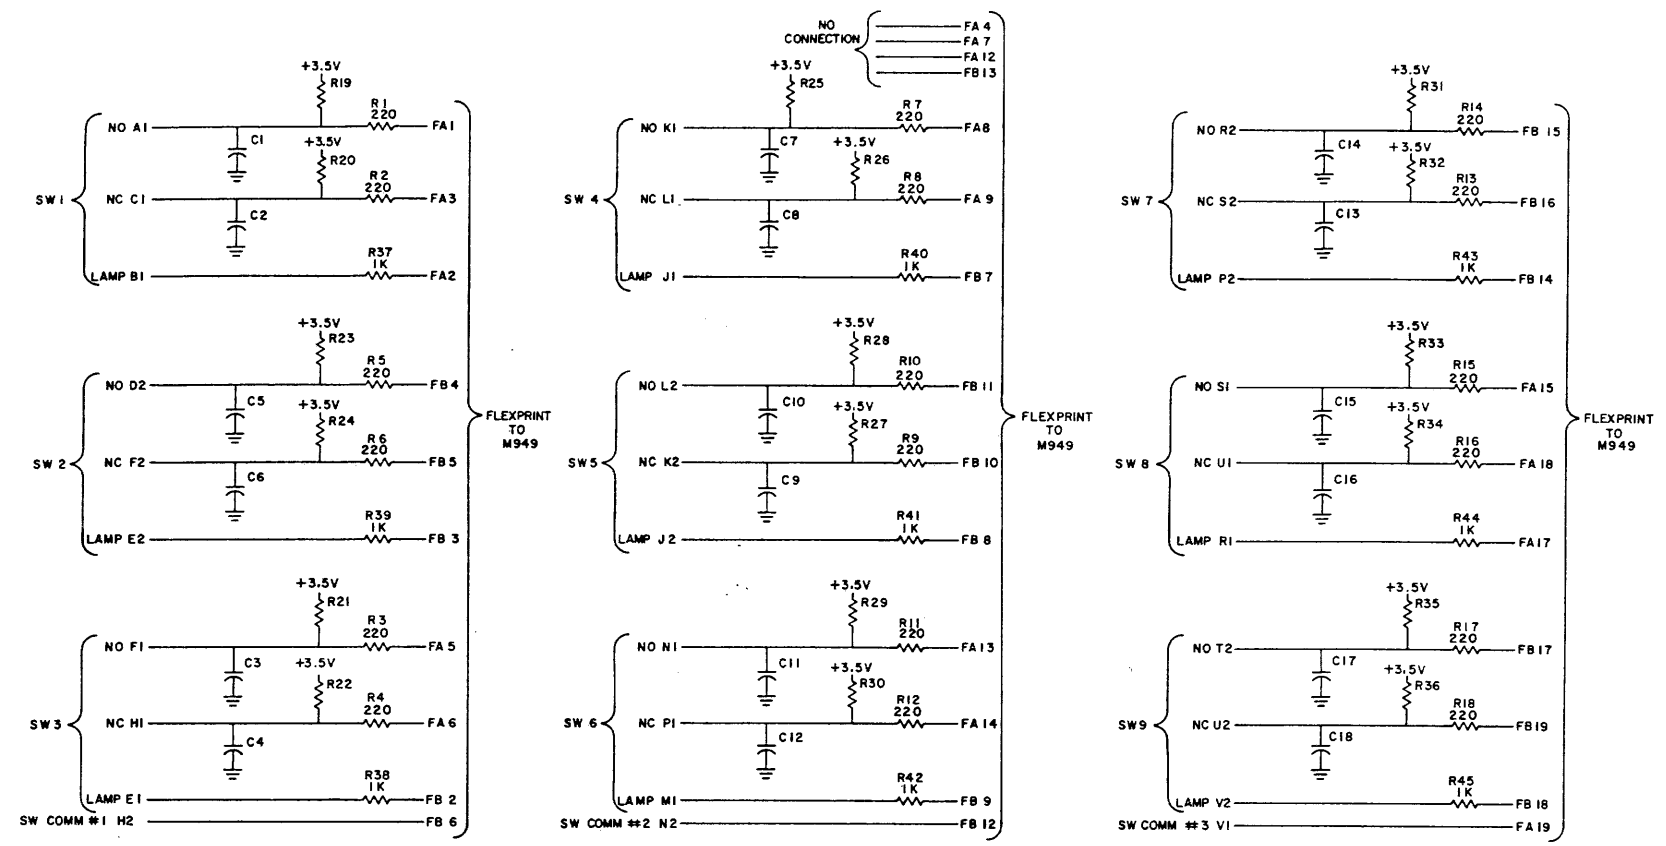 NO
CONNECTION
FA 4
FA 7
FA 12
FB 13
SW 1
+3.5V
R19
R1
220
NO A1
FA1
C1
+3.5V
R20
R2
220
NC C1
FA3
C2
R37
1K
LAMP B1
FA2
SW 2
+3.5V
R23
R5
220
NO D2
FB4
C5
+3.5V
R24
R6
220
NC F2
FB5
C6
R39
1K
LAMP E2
FB 3
SW3
+3.5V
R21
R3
220
NO F1
FA5
C3
+3.5V
R22
R4
220
NC H1
FA 6
C4
R38
1K
LAMP E1
FB 2
SW COMM #1 H2
FB 6
FLEXPRINT
TO
M949
SW 4
+3.5V
R25
R7
220
NO K1
FA8
C7
+3.5V
R26
R8
220
NC L1
FA 9
C8
R40
1K
LAMP J1
FB7
SW5
+3.5V
R28
R10
220
NO L2
FB 11
C10
+3.5V
R27
R9
220
NC K2
FB 10
C9
R41
1K
LAMP J2
FB 8
SW 6
+3.5V
R29
R11
220
NO N1
FA13
C11
+3.5V
R30
R12
220
NC P1
FA 14
C12
R42
1K
LAMP M1
FB 9
SW COMM #2 N2
FB 12
FLEXPRINT
TO
M949
SW 7
+3.5V
R31
R14
220
NO R2
FB 15
C14
+3.5V
R32
R13
220
NC S2
FB16
C13
R43
1K
LAMP P2
FB 14
SW 8
+3.5V
R33
R15
220
NO S1
FA15
C15
+3.5V
R34
R16
220
NC U1
FA 18
C16
R44
1K
LAMP R1
FA17
SW9
+3.5V
R35
R17
220
NO T2
FB17
C17
+3.5V
R36
R18
220
NC U2
FB19
C18
R45
1K
LAMP V2
FB 18
SW COMM #3 V1
FA19
FLEXPRINT
TO
M949